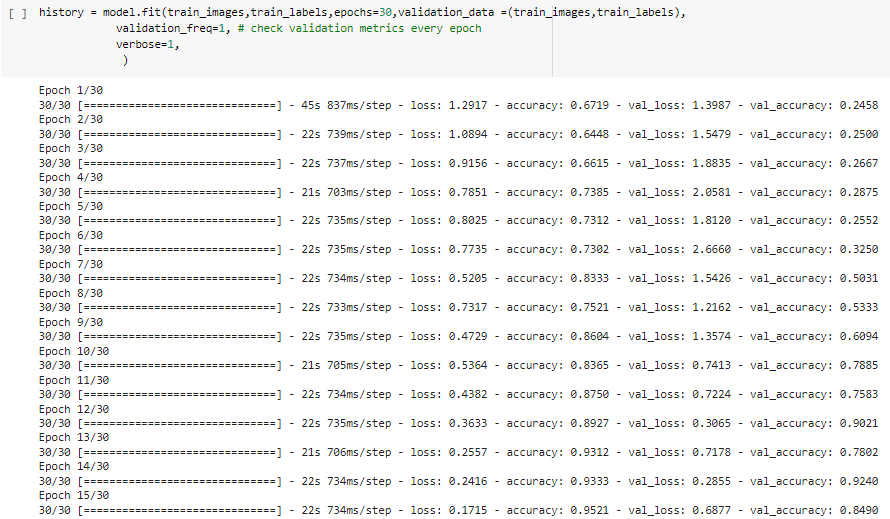 [ ] history = model.fit(train_images,train_labels,epochs=30,validation_data =(train_images,train_labels),
validation_freq=1, # check validation metrics every epoch
verbose=1,
)
Epoch 1/30
30/30 [==============================] - 45s 837ms/step - loss: 1.2917 - accuracy: 0.6719 - val_loss: 1.3987 - val_accuracy: 0.2458
Epoch 2/30
30/30 [==============================] - 22s 739ms/step - loss: 1.0894 - accuracy: 0.6448 - val_loss: 1.5479 - val_accuracy: 0.2500
Epoch 3/30
30/30 [==============================] - 22s 737ms/step - loss: 0.9156 - accuracy: 0.6615 - val_loss: 1.8835 - val_accuracy: 0.2667
Epoch 4/30
30/30 [==============================] - 21s 703ms/step - loss: 0.7851 - accuracy: 0.7385 - val_loss: 2.0581 - val_accuracy: 0.2875
Epoch 5/30
30/30 [==============================] - 22s 735ms/step - loss: 0.8025 - accuracy: 0.7312 - val_loss: 1.8120 - val_accuracy: 0.2552
Epoch 6/30
30/30 [==============================] - 22s 735ms/step - loss: 0.7735 - accuracy: 0.7302 - val_loss: 2.6660 - val_accuracy: 0.3250
Epoch 7/30
30/30 [==============================] - 22s 734ms/step - loss: 0.5205 - accuracy: 0.8333 - val_loss: 1.5426 - val_accuracy: 0.5031
Epoch 8/30
30/30 [==============================] - 22s 733ms/step - loss: 0.7317 - accuracy: 0.7521 - val_loss: 1.2162 - val_accuracy: 0.5333
Epoch 9/30
30/30 [==============================] - 22s 735ms/step - loss: 0.4729 - accuracy: 0.8604 - val_loss: 1.3574 - val_accuracy: 0.6094
Epoch 10/30
30/30 [==============================] - 21s 705ms/step - loss: 0.5364 - accuracy: 0.8365 - val_loss: 0.7413 - val_accuracy: 0.7885
Epoch 11/30
30/30 [==============================] - 22s 734ms/step - loss: 0.4382 - accuracy: 0.8750 - val_loss: 0.7224 - val_accuracy: 0.7583
Epoch 12/30
30/30 [==============================] - 22s 735ms/step - loss: 0.3633 - accuracy: 0.8927 - val_loss: 0.3065 - val_accuracy: 0.9021
Epoch 13/30
30/30 [==============================] - 21s 706ms/step - loss: 0.2557 - accuracy: 0.9312 - val_loss: 0.7178 - val_accuracy: 0.7802
Epoch 14/30
30/30 [==============================] - 22s 734ms/step - loss: 0.2416 - accuracy: 0.9333 - val_loss: 0.2855 - val_accuracy: 0.9240
Epoch 15/30
30/30 [==============================] - 22s 734ms/step - loss: 0.1715 - accuracy: 0.9521 - val_loss: 0.6877 - val_accuracy: 0.8490